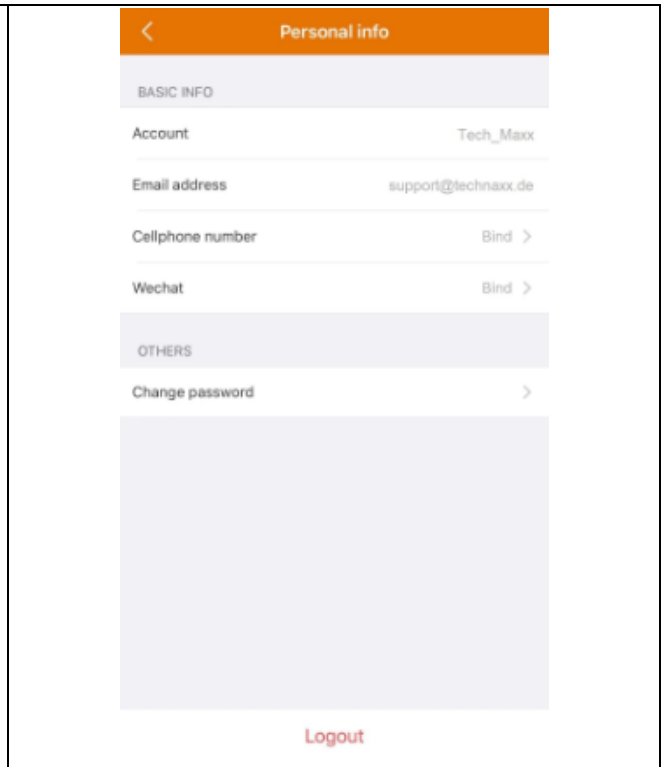 Personal info
BASIC INFO
Account Tech_Maxx
Email address support@technaxx.de
Cellphone number Bind >
Wechat Bind >
OTHERS
Change password >
Logout